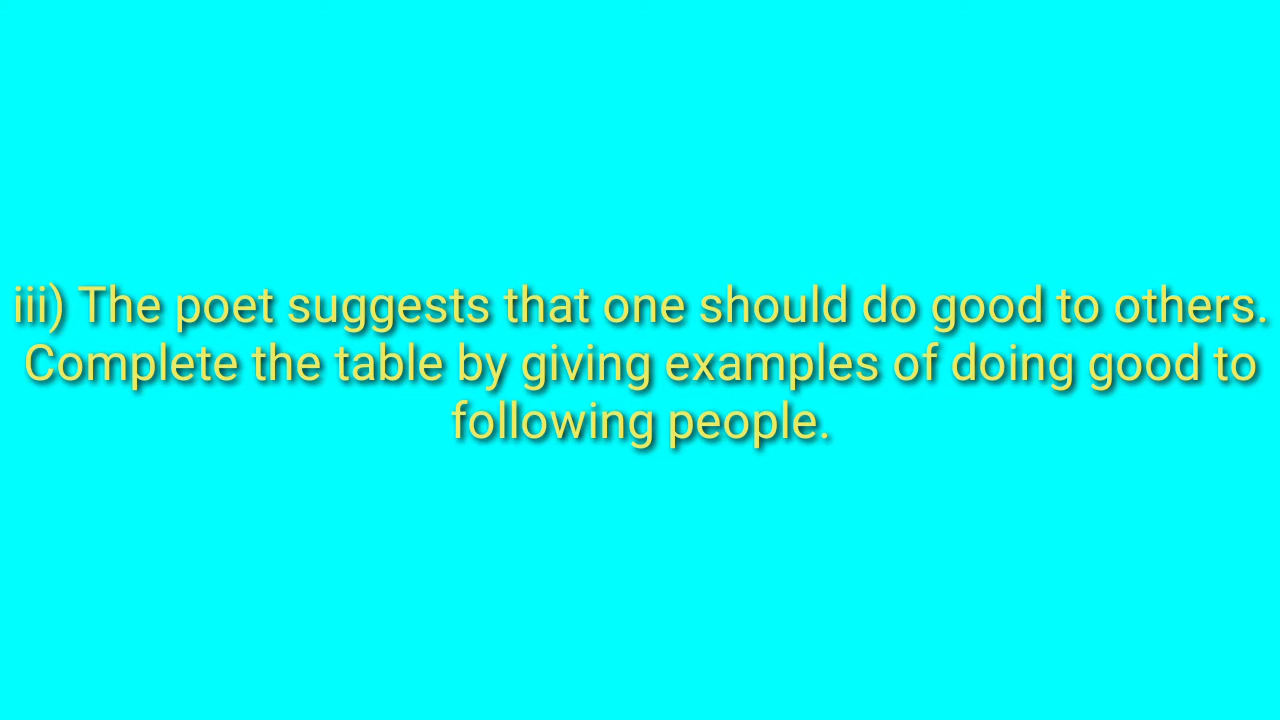 iii) The poet suggests that one should do good to others.
Complete the table by giving examples of doing good to
following people.